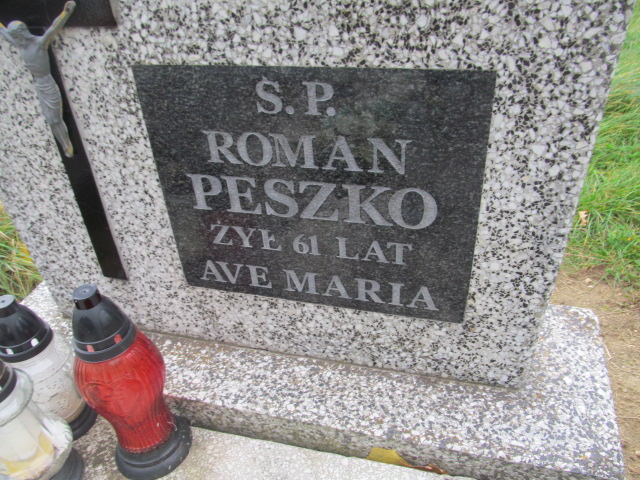 Ś.P.
ROMAN
PESZKO
ŻYŁ 61 LAT
AVE MARIA